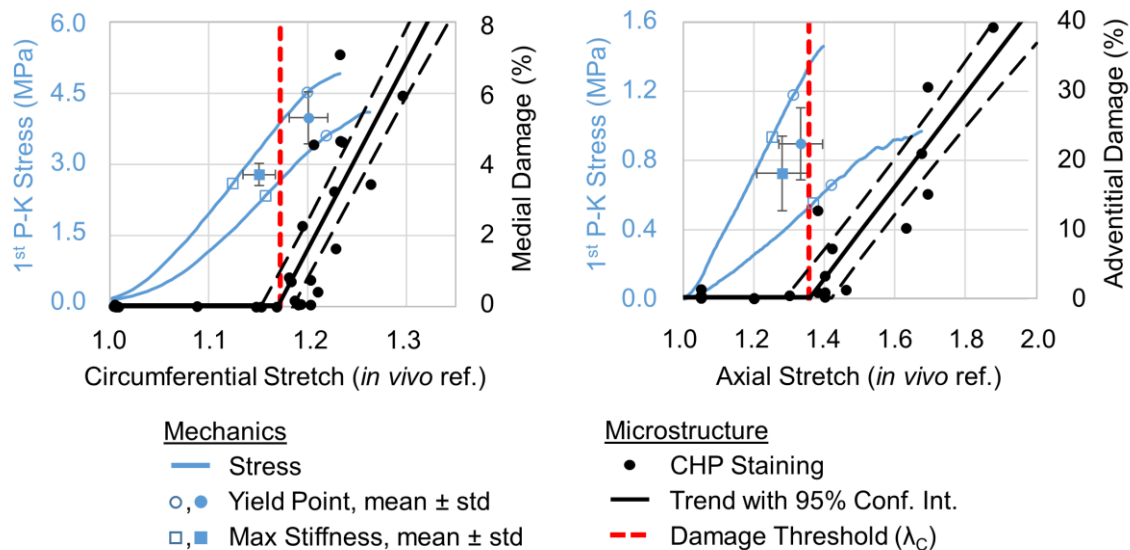 6.0
4.5
3.0
1.5
0.0
1st P-K Stress (MPa)
8
6
4
2
0
Medial Damage (%)
1.0
1.1
1.2
1.3
Circumferential Stretch (in vivo ref.)
1.6
1.2
0.8
0.4
0.0
1st P-K Stress (MPa)
40
30
20
10
0
Adventitial Damage (%)
1.0
1.2
1.4
1.6
1.8
2.0
Axial Stretch (in vivo ref.)
Mechanics
Stress
Yield Point, mean ± std
Max Stiffness, mean ± std
Microstructure
CHP Staining
Trend with 95% Conf. Int.
Damage Threshold (λC)